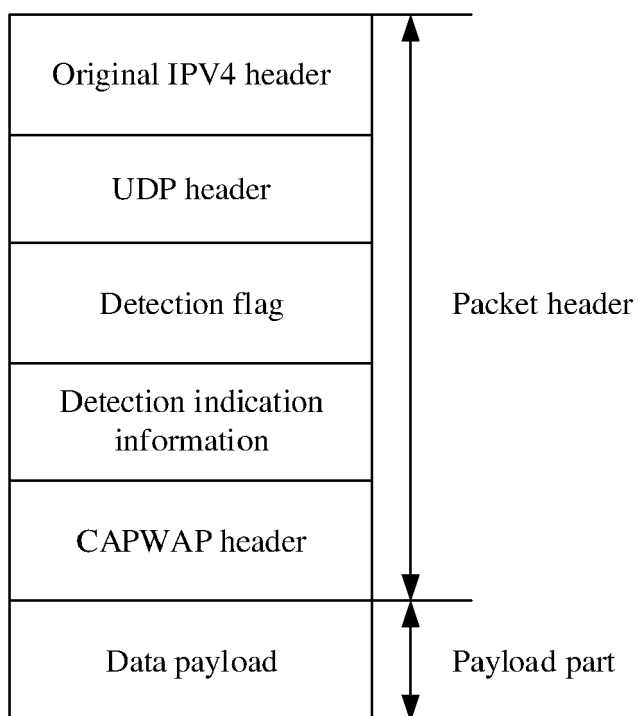 Original IPV4 header
UDP header
Detection flag
Packet header
Detection indication
information
CAPWAP header
Data payload
Payload part